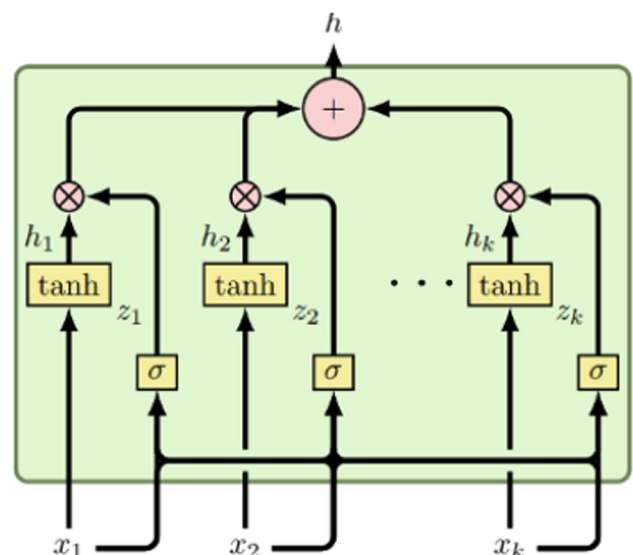 h
+
⊗ ⊗ ⊗
h₁ h₂ hₖ
tanh tanh · · · tanh
z₁ z₂ zₖ
σ σ σ
x₁ x₂ xₖ